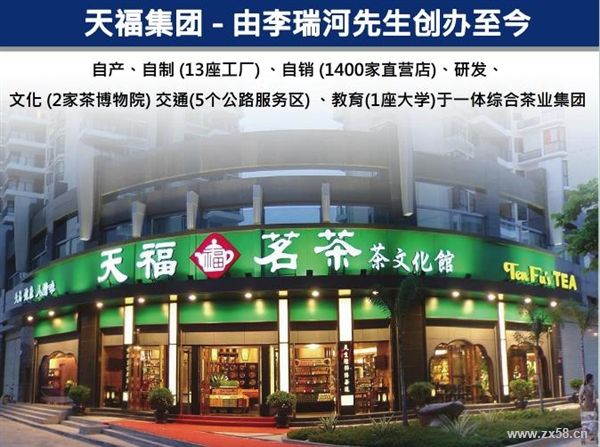 天福集团 - 由李瑞河先生创办至今
自产、自制 (13座工厂) 、自销 (1400家直营店)、研发、
文化 (2家茶博物院) 交通(5个公路服务区) 、教育(1座大学)于一体综合茶业集团
天福 福 茗茶 茶文化館 Ten Fu's TEA
www.zx58.cn